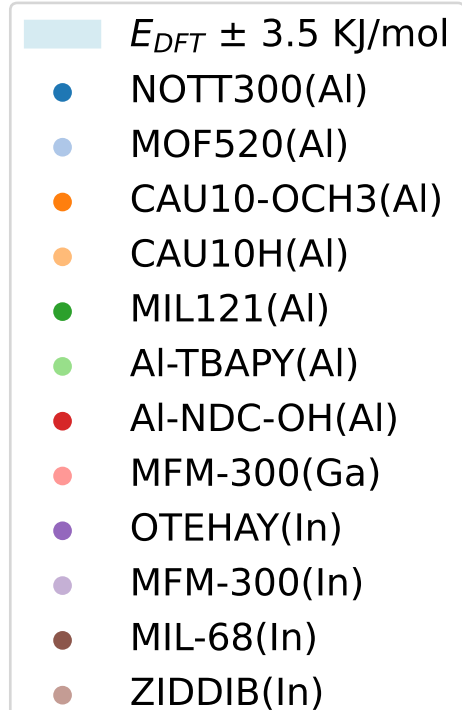 E_DFT ± 3.5 KJ/mol
NOTT300(Al)
MOF520(Al)
CAU10-OCH3(Al)
CAU10H(Al)
MIL121(Al)
Al-TBAPY(Al)
Al-NDC-OH(Al)
MFM-300(Ga)
OTEHAY(In)
MFM-300(In)
MIL-68(In)
ZIDDIB(In)